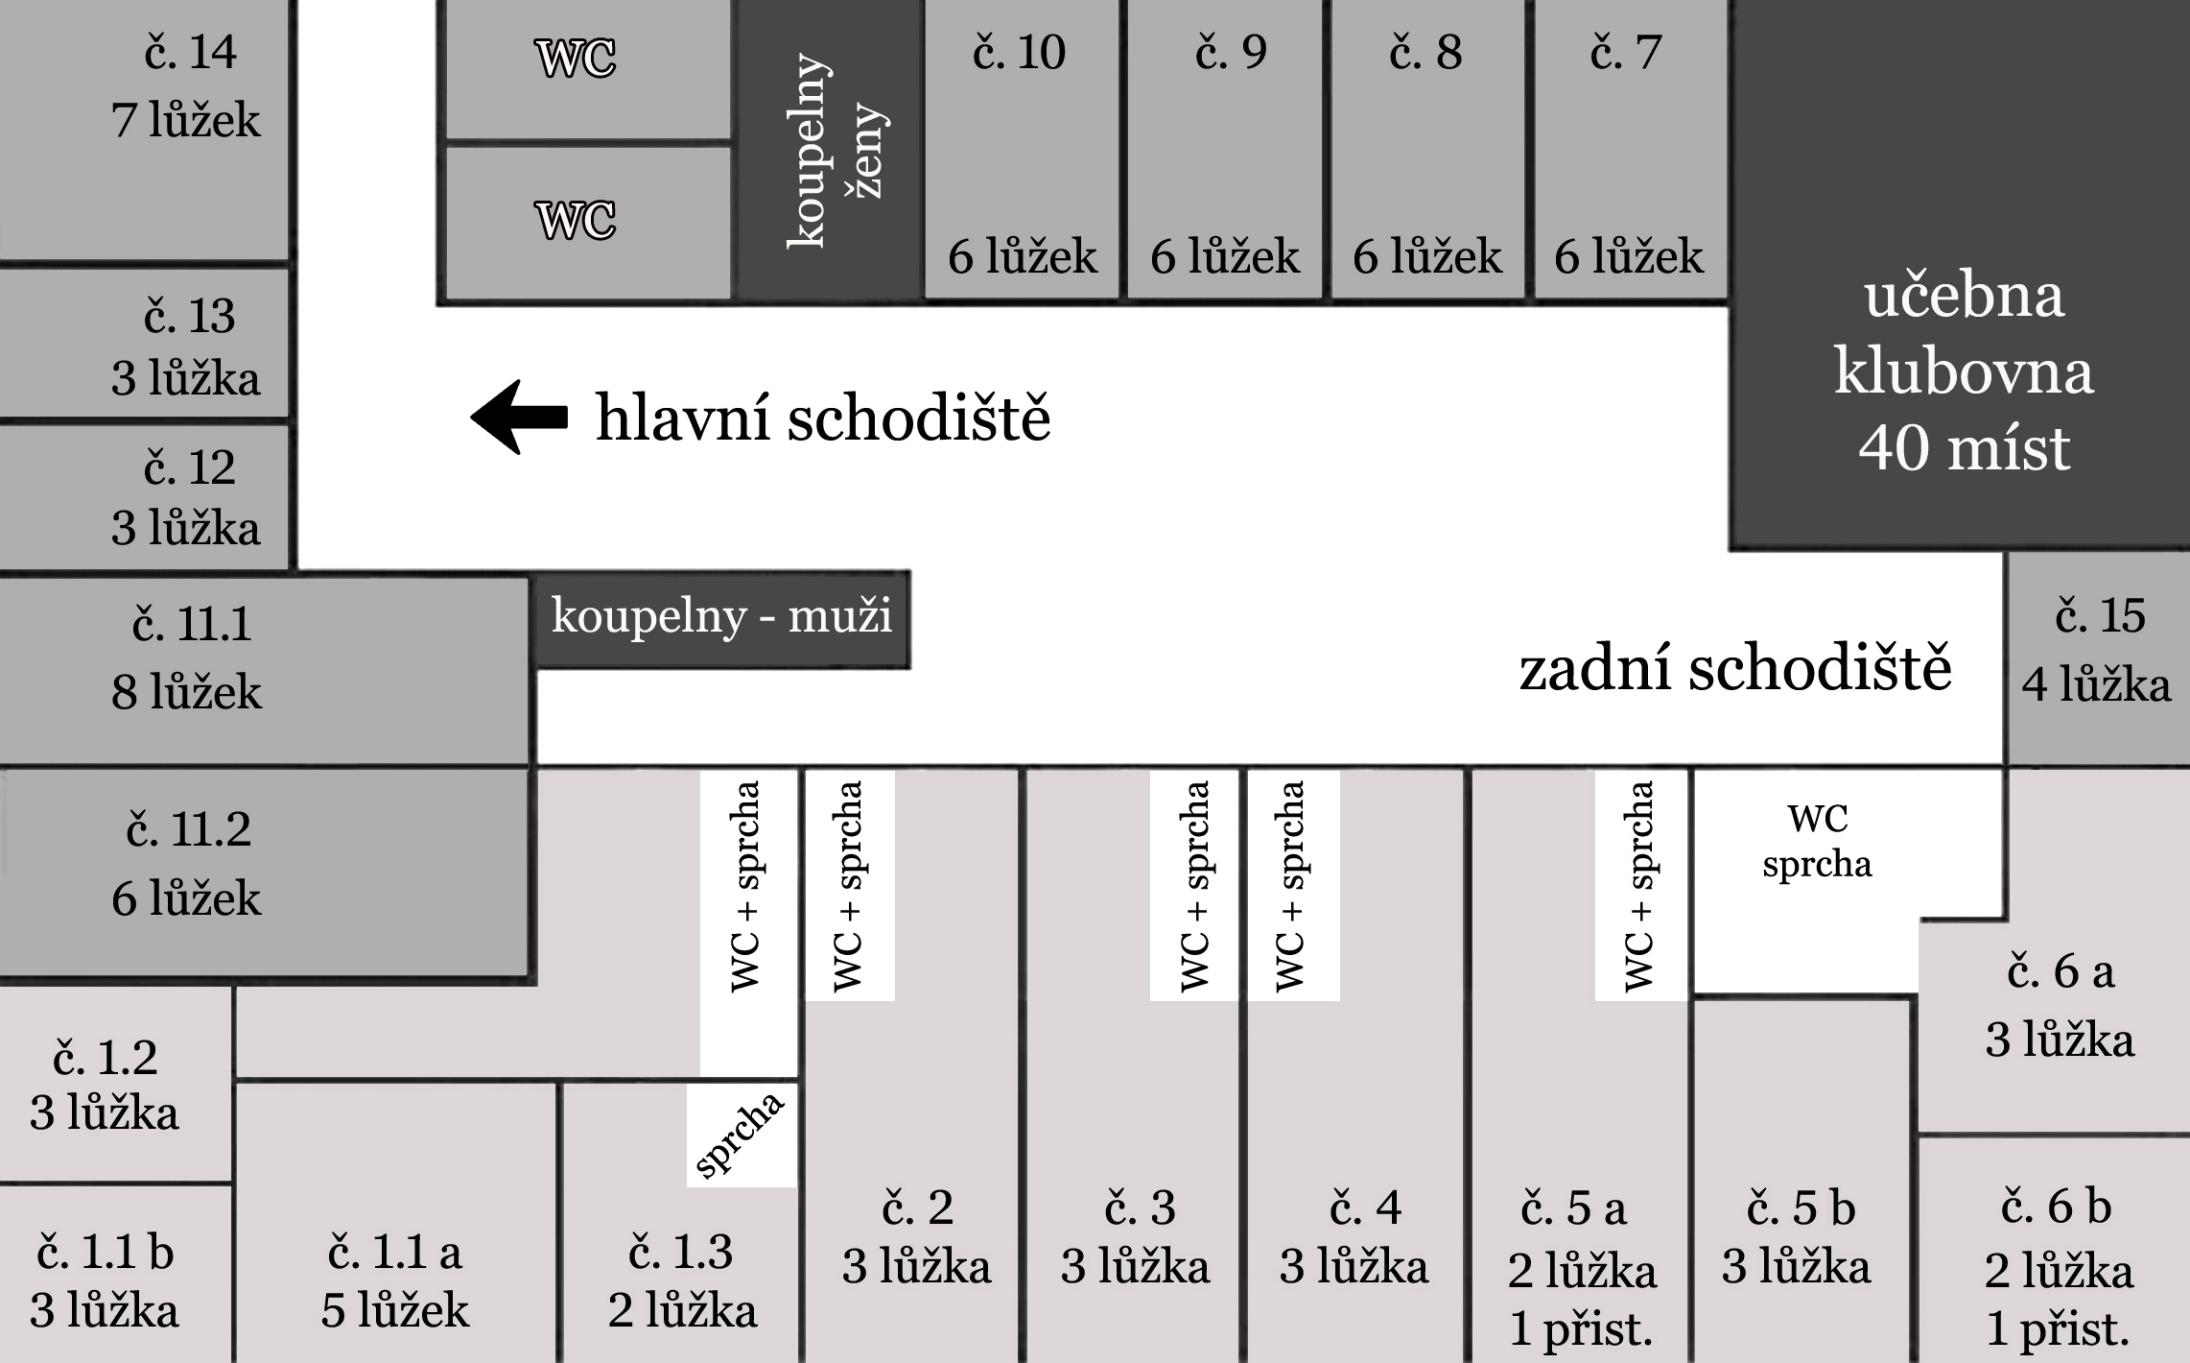 č. 14
7 lůžek
WC
WC
koupelny
ženy
č. 10
6 lůžek
č. 9
6 lůžek
č. 8
6 lůžek
č. 7
6 lůžek
učebna
klubovna
40 míst
č. 13
3 lůžka
hlavní schodiště
č. 12
3 lůžka
č. 11.1
8 lůžek
koupelny - muži
zadní schodiště
č. 15
4 lůžka
č. 11.2
6 lůžek
WC + sprcha
WC + sprcha
WC + sprcha
WC + sprcha
WC + sprcha
WC
sprcha
č. 6 a
3 lůžka
č. 1.2
3 lůžka
sprcha
č. 1.1 b
3 lůžka
č. 1.1 a
5 lůžek
č. 1.3
2 lůžka
č. 2
3 lůžka
č. 3
3 lůžka
č. 4
3 lůžka
č. 5 a
2 lůžka
1 přist.
č. 5 b
3 lůžka
č. 6 b
2 lůžka
1 přist.